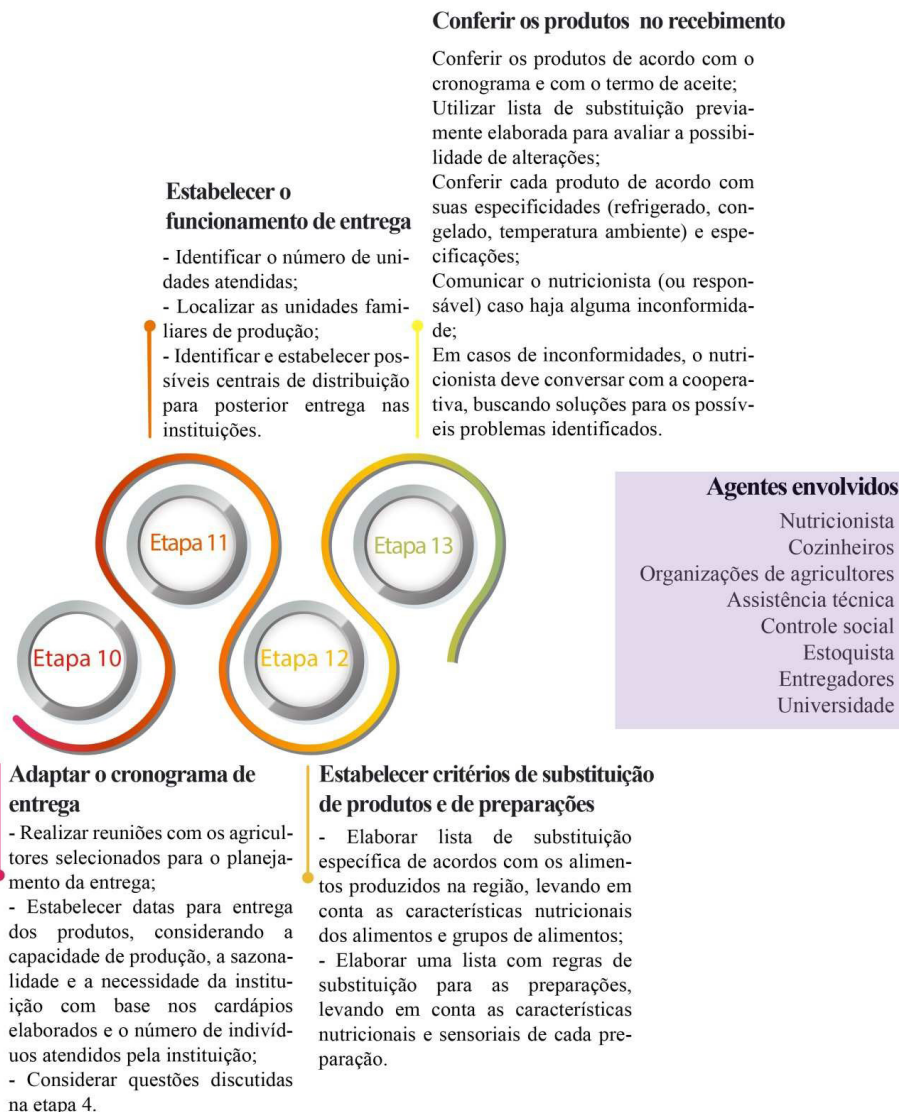 Conferir os produtos no recebimento
Conferir os produtos de acordo com o
cronograma e com o termo de aceite;
Utilizar lista de substituição previa-
mente elaborada para avaliar a possibi-
lidade de alterações;
Conferir cada produto de acordo com
suas especificidades (refrigerado, con-
gelado, temperatura ambiente) e espe-
cificações;
Comunicar o nutricionista (ou respon-
sável) caso haja alguma inconformida-
de;
Em casos de inconformidades, o nutri-
cionista deve conversar com a coopera-
tiva, buscando soluções para os possív-
eis problemas identificados.
Estabelecer o
funcionamento de entrega
- Identificar o número de uni-
dades atendidas;
- Localizar as unidades fami-
liares de produção;
- Identificar e estabelecer pos-
síveis centrais de distribuição
para posterior entrega nas
instituições.
Etapa 10
Etapa 11
Etapa 12
Etapa 13
Agentes envolvidos
Nutricionista
Cozinheiros
Organizações de agricultores
Assistência técnica
Controle social
Estoquista
Entregadores
Universidade
Adaptar o cronograma de
entrega
- Realizar reuniões com os agricul-
tores selecionados para o planeja-
mento da entrega;
- Estabelecer datas para entrega
dos produtos, considerando a
capacidade de produção, a sazona-
lidade e a necessidade da institu-
ição com base nos cardápios
elaborados e o número de indivíd-
uos atendidos pela instituição;
- Considerar questões discutidas
na etapa 4.
Estabelecer critérios de substituição
de produtos e de preparações
- Elaborar lista de substituição
específica de acordos com os alimen-
tos produzidos na região, levando em
conta as características nutricionais
dos alimentos e grupos de alimentos;
- Elaborar uma lista com regras de
substituição para as preparações,
levando em conta as características
nutricionais e sensoriais de cada pre-
paração.